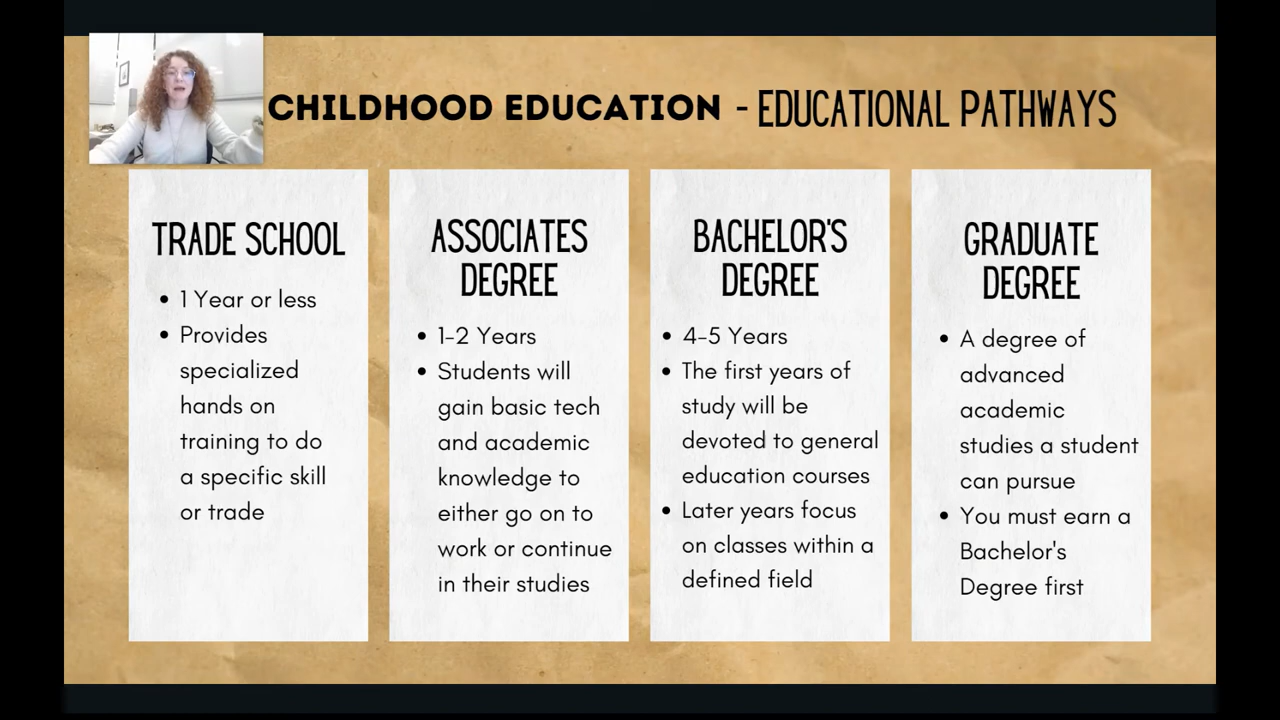 CHILDHOOD EDUCATION - EDUCATIONAL PATHWAYS
TRADE SCHOOL
• 1 Year or less
• Provides
specialized
hands on
training to do
a specific skill
or trade
ASSOCIATES
DEGREE
• 1-2 Years
• Students will
gain basic tech
and academic
knowledge to
either go on to
work or continue
in their studies
BACHELOR'S
DEGREE
• 4-5 Years
• The first years of
study will be
devoted to general
education courses
• Later years focus
on classes within a
defined field
GRADUATE
DEGREE
• A degree of
advanced
academic
studies a student
can pursue
• You must earn a
Bachelor's
Degree first